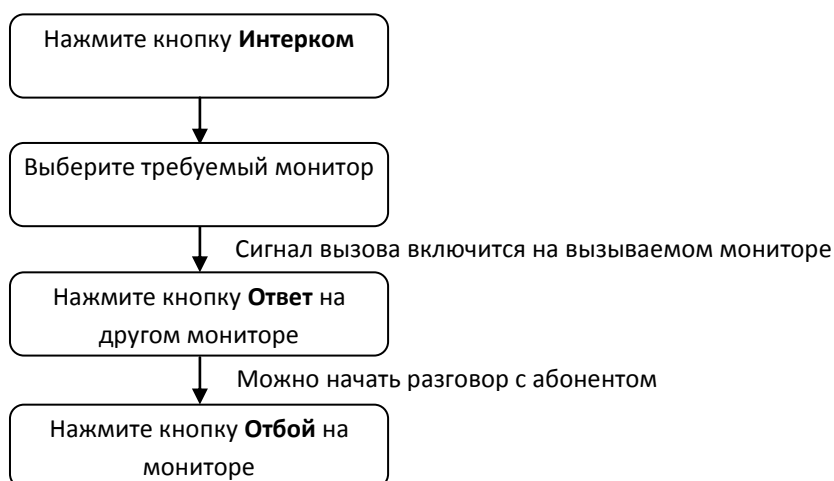 Нажмите кнопку Интерком
Выберите требуемый монитор
Сигнал вызова включится на вызываемом мониторе
Нажмите кнопку Ответ на
другом мониторе
Можно начать разговор с абонентом
Нажмите кнопку Отбой на
мониторе